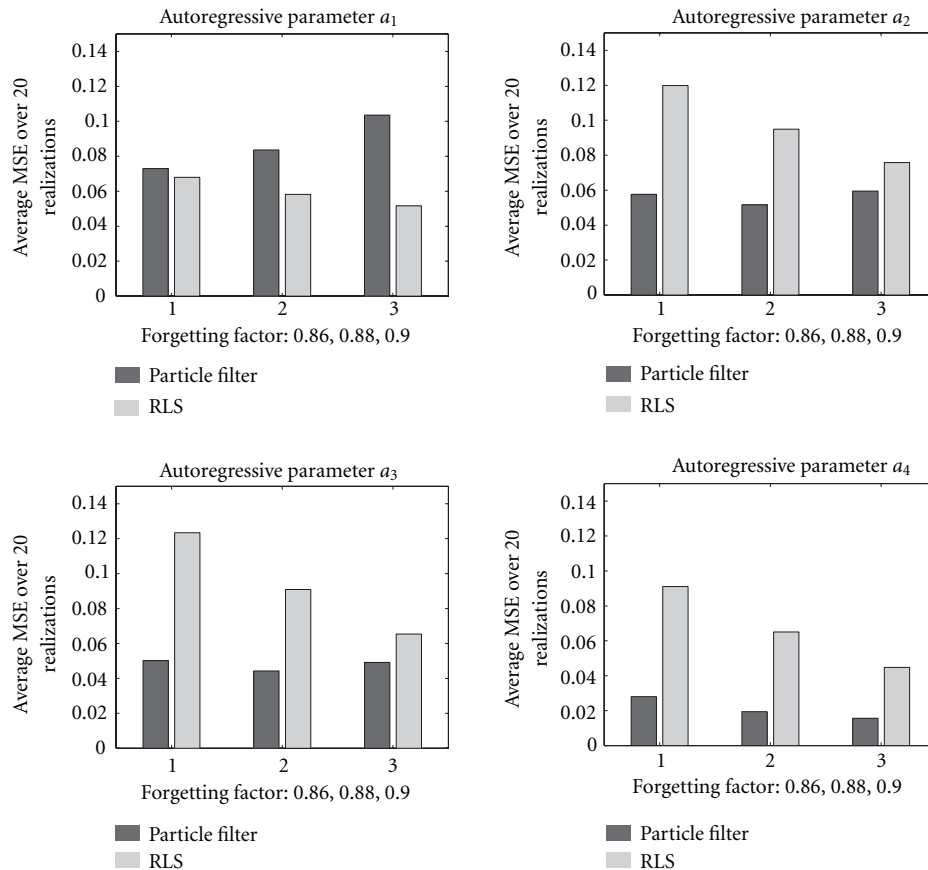 Autoregressive parameter a1
Average MSE over 20
realizations
0.14
0.12
0.1
0.08
0.06
0.04
0.02
0
1 2 3
Forgetting factor: 0.86, 0.88, 0.9
Particle filter
RLS
Autoregressive parameter a2
Average MSE over 20
realizations
0.14
0.12
0.1
0.08
0.06
0.04
0.02
0
1 2 3
Forgetting factor: 0.86, 0.88, 0.9
Particle filter
RLS
Autoregressive parameter a3
Average MSE over 20
realizations
0.14
0.12
0.1
0.08
0.06
0.04
0.02
0
1 2 3
Forgetting factor: 0.86, 0.88, 0.9
Particle filter
RLS
Autoregressive parameter a4
Average MSE over 20
realizations
0.14
0.12
0.1
0.08
0.06
0.04
0.02
0
1 2 3
Forgetting factor: 0.86, 0.88, 0.9
Particle filter
RLS